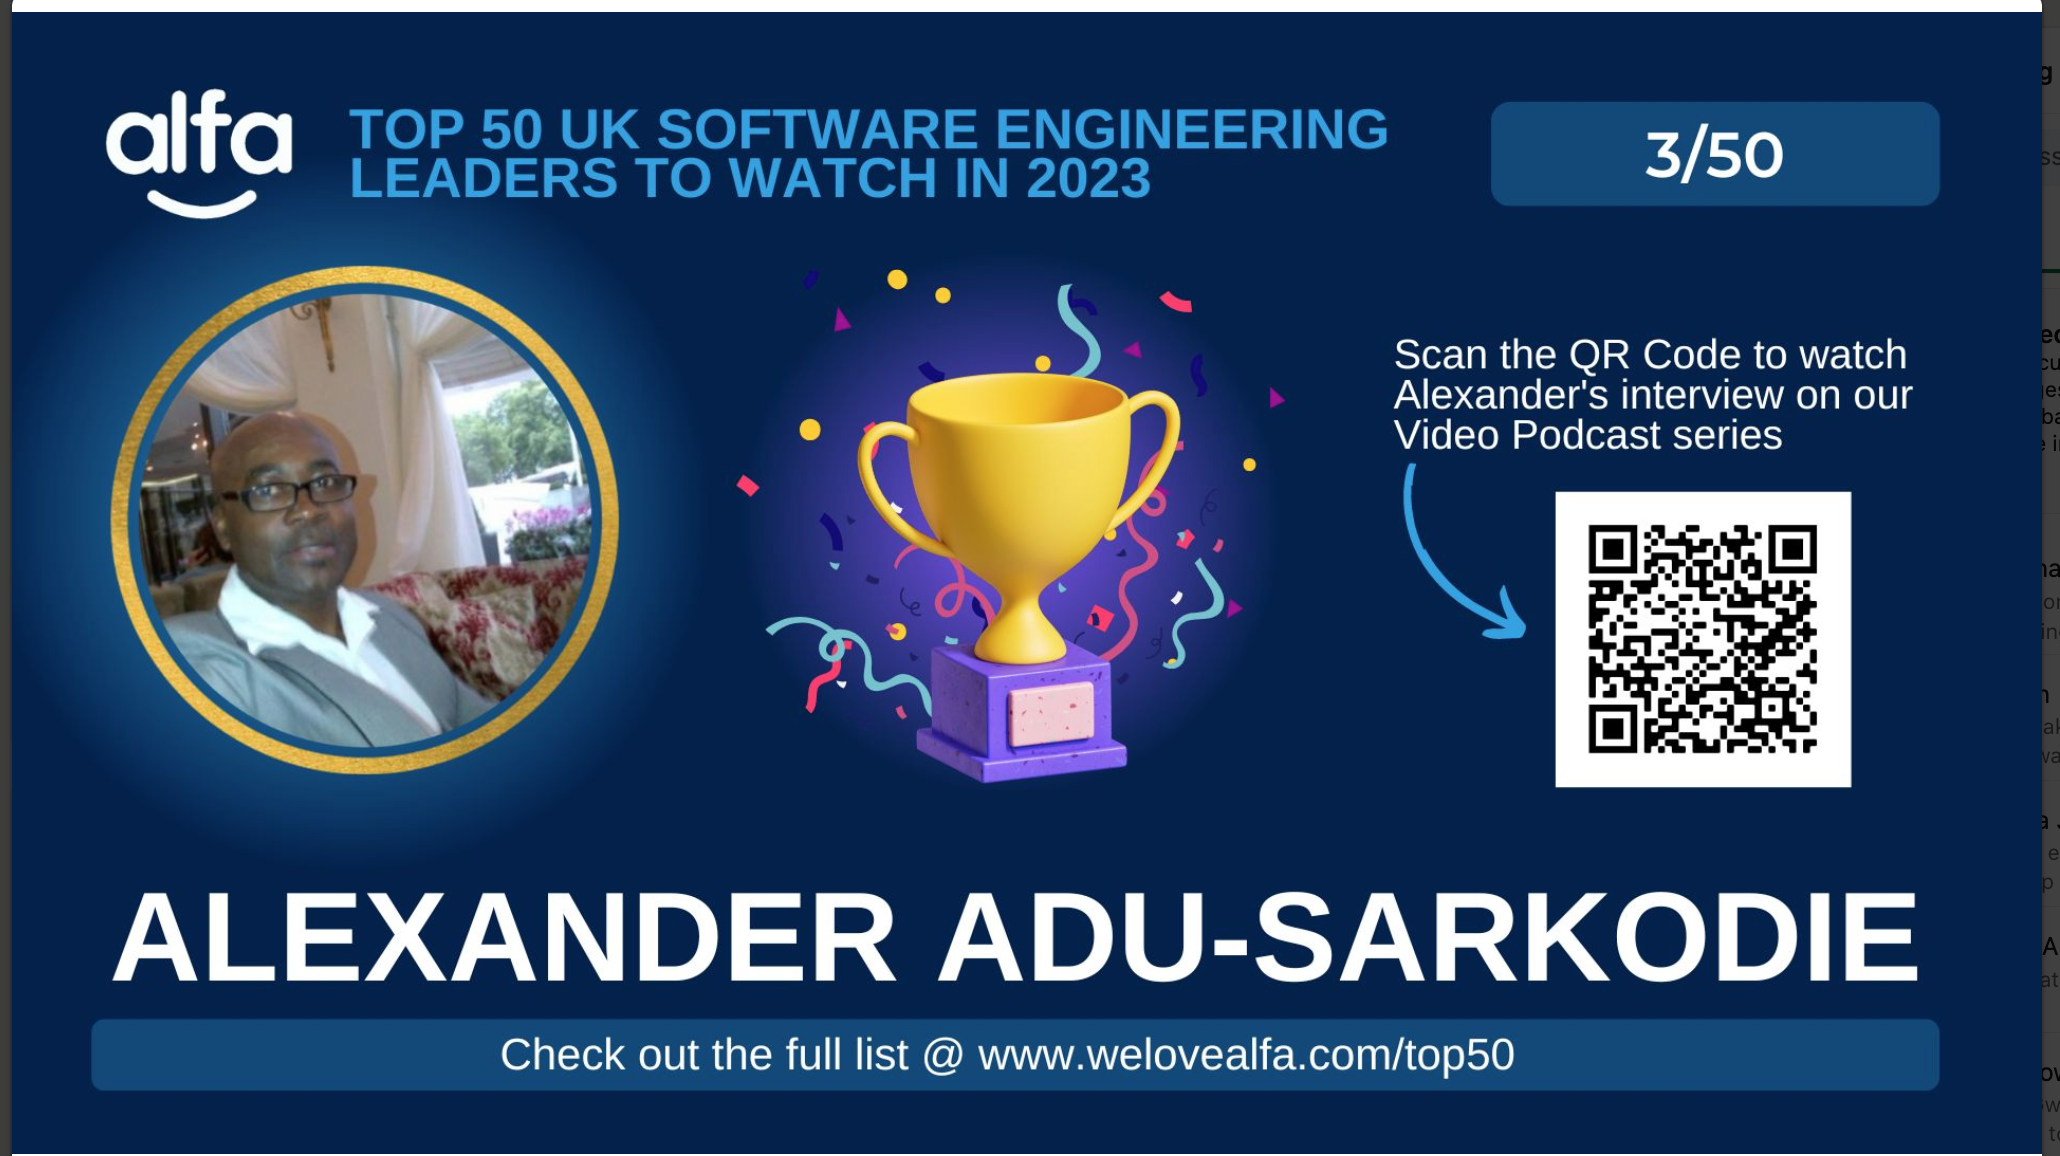 alfa
TOP 50 UK SOFTWARE ENGINEERING
LEADERS TO WATCH IN 2023
3/50
Scan the QR Code to watch
Alexander's interview on our
Video Podcast series
ALEXANDER ADU-SARKODIE
Check out the full list @ www.welovealfa.com/top50